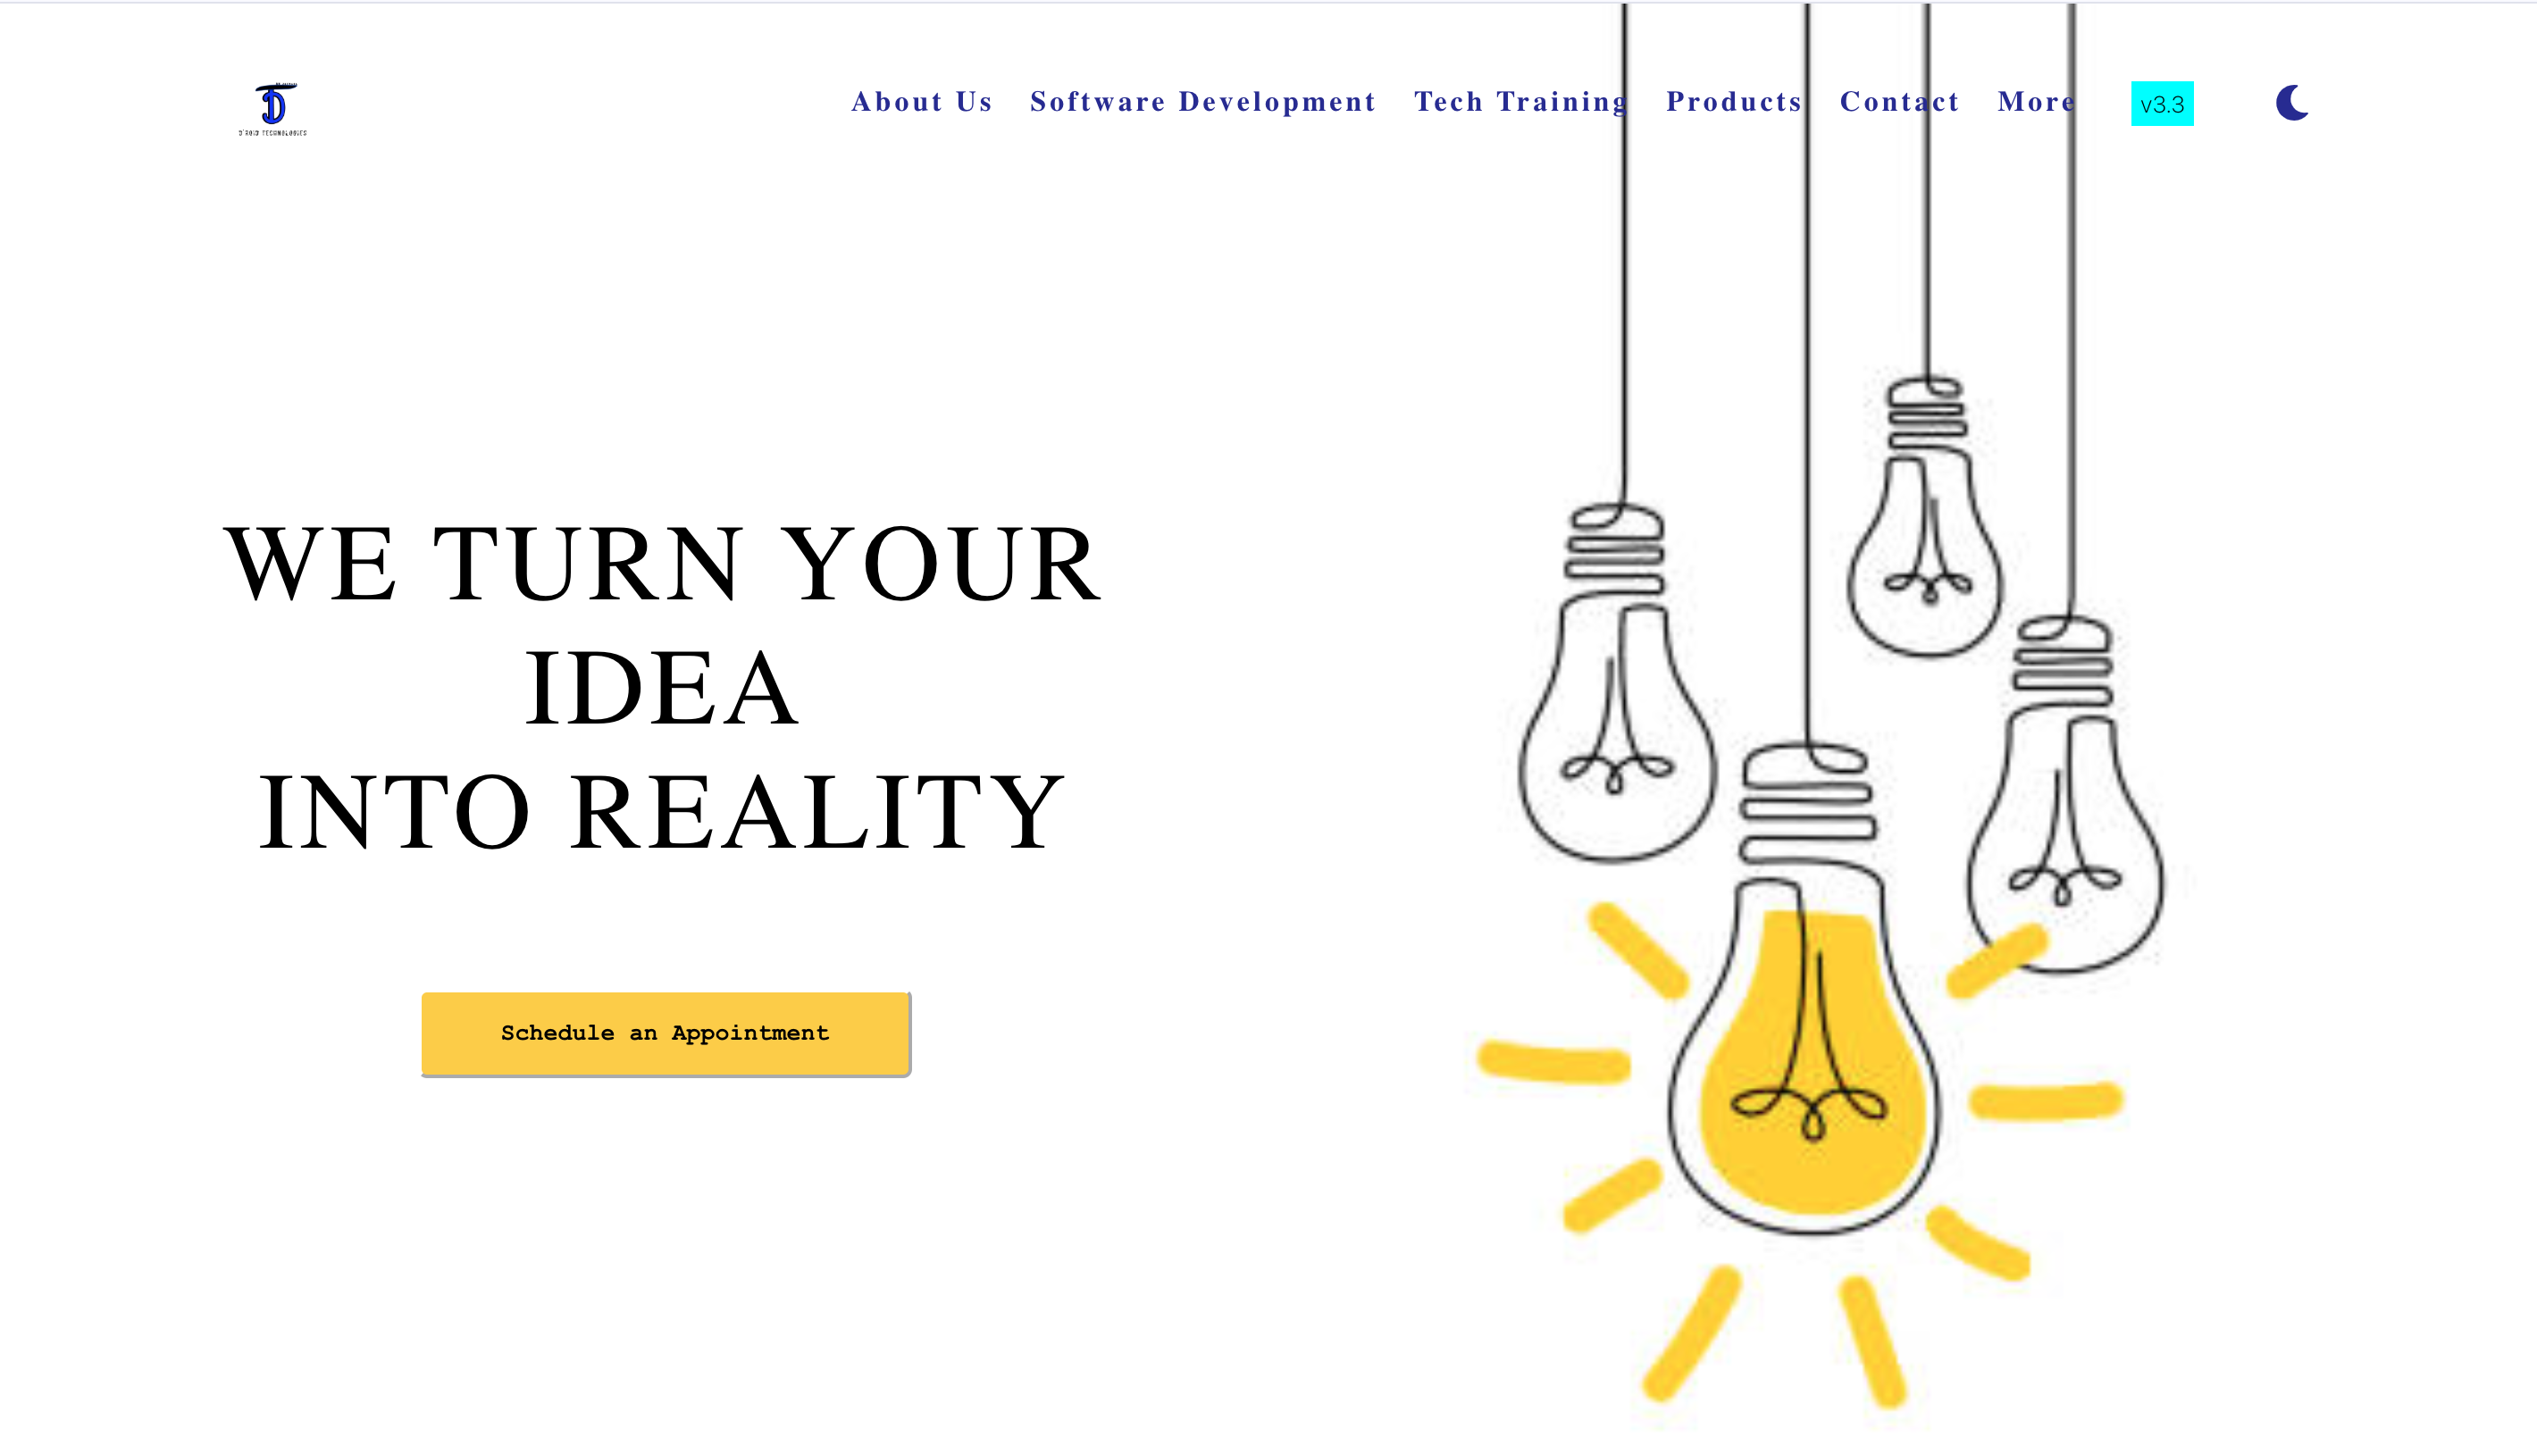 D'ROID TECHNOLOGIES
About Us Software Development Tech Training Products Contact More v3.3
WE TURN YOUR
IDEA
INTO REALITY
Schedule an Appointment